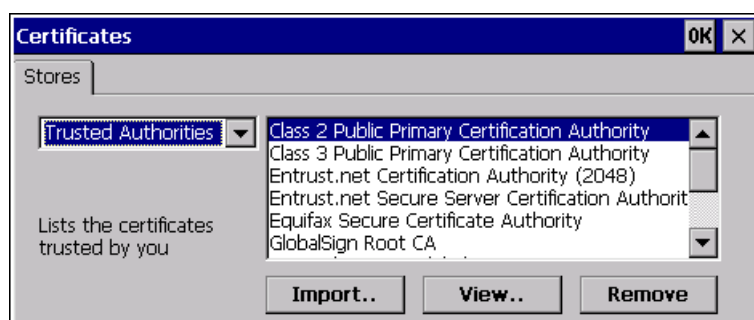 Certificates OK ×
Stores
Trusted Authorities
Class 2 Public Primary Certification Authority
Class 3 Public Primary Certification Authority
Entrust.net Certification Authority (2048)
Entrust.net Secure Server Certification Authorit
Equifax Secure Certificate Authority
GlobalSign Root CA
Lists the certificates
trusted by you
Import.. View.. Remove